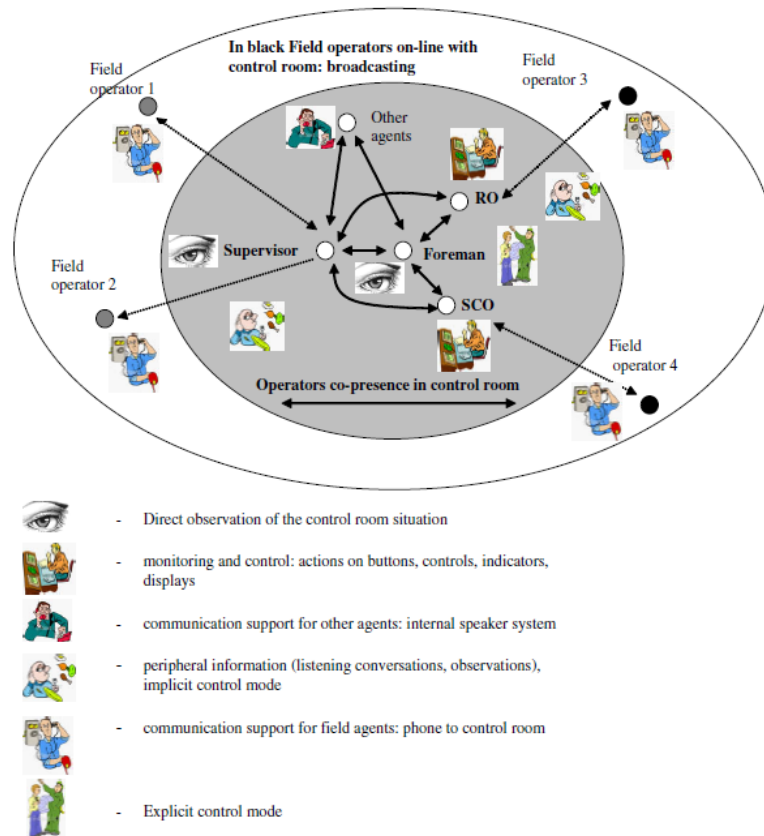 In black Field operators on-line with
control room: broadcasting
Field
operator 1
Field
operator 3
Other
agents
RO
Supervisor
Foreman
Field
operator 2
SCO
Field
operator 4
Operators co-presence in control room
- Direct observation of the control room situation
- monitoring and control: actions on buttons, controls, indicators,
displays
- communication support for other agents: internal speaker system
- peripheral information (listening conversations, observations),
implicit control mode
- communication support for field agents: phone to control room
- Explicit control mode